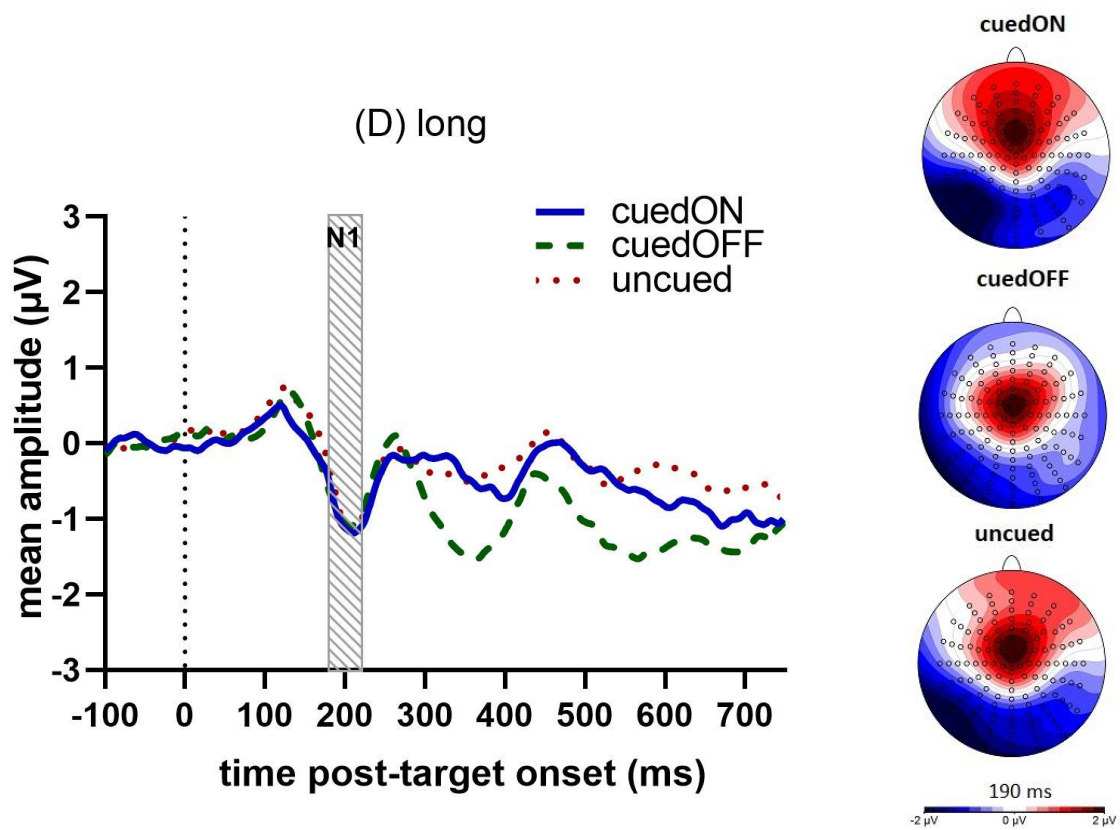 (D) long
cuedON
cuedOFF
uncued
N1
3
2
1
0
-1
-2
-3
mean amplitude (µV)
-100 0 100 200 300 400 500 600 700
time post-target onset (ms)
cuedON
cuedOFF
uncued
190 ms
-2 µV 0 µV 2 µV